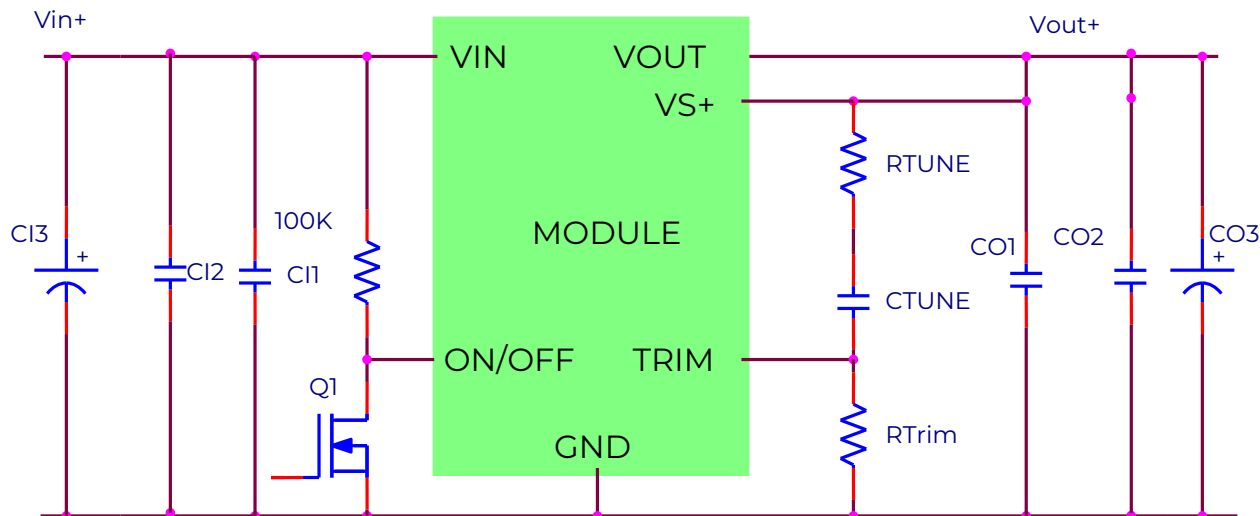 Vin+
Vout+
VIN
VOUT
VS+
RTUNE
100K
MODULE
CI3
+
CI2
CI1
CO1
CO2
CO3
+
CTUNE
ON/OFF
TRIM
Q1
RTrim
GND